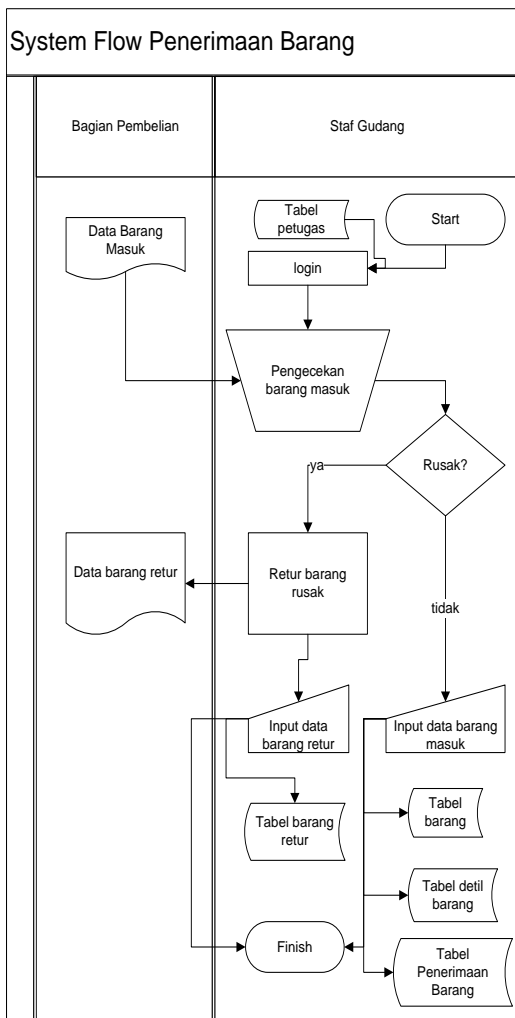 System Flow Penerimaan Barang
Bagian Pembelian
Staf Gudang
Data Barang
Masuk
Tabel
petugas
Start
login
Pengecekan
barang masuk
Rusak?
ya
Data barang retur
Retur barang
rusak
tidak
Input data
barang retur
Input data barang
masuk
Tabel barang
retur
Tabel
barang
Tabel detil
barang
Finish
Tabel
Penerimaan
Barang